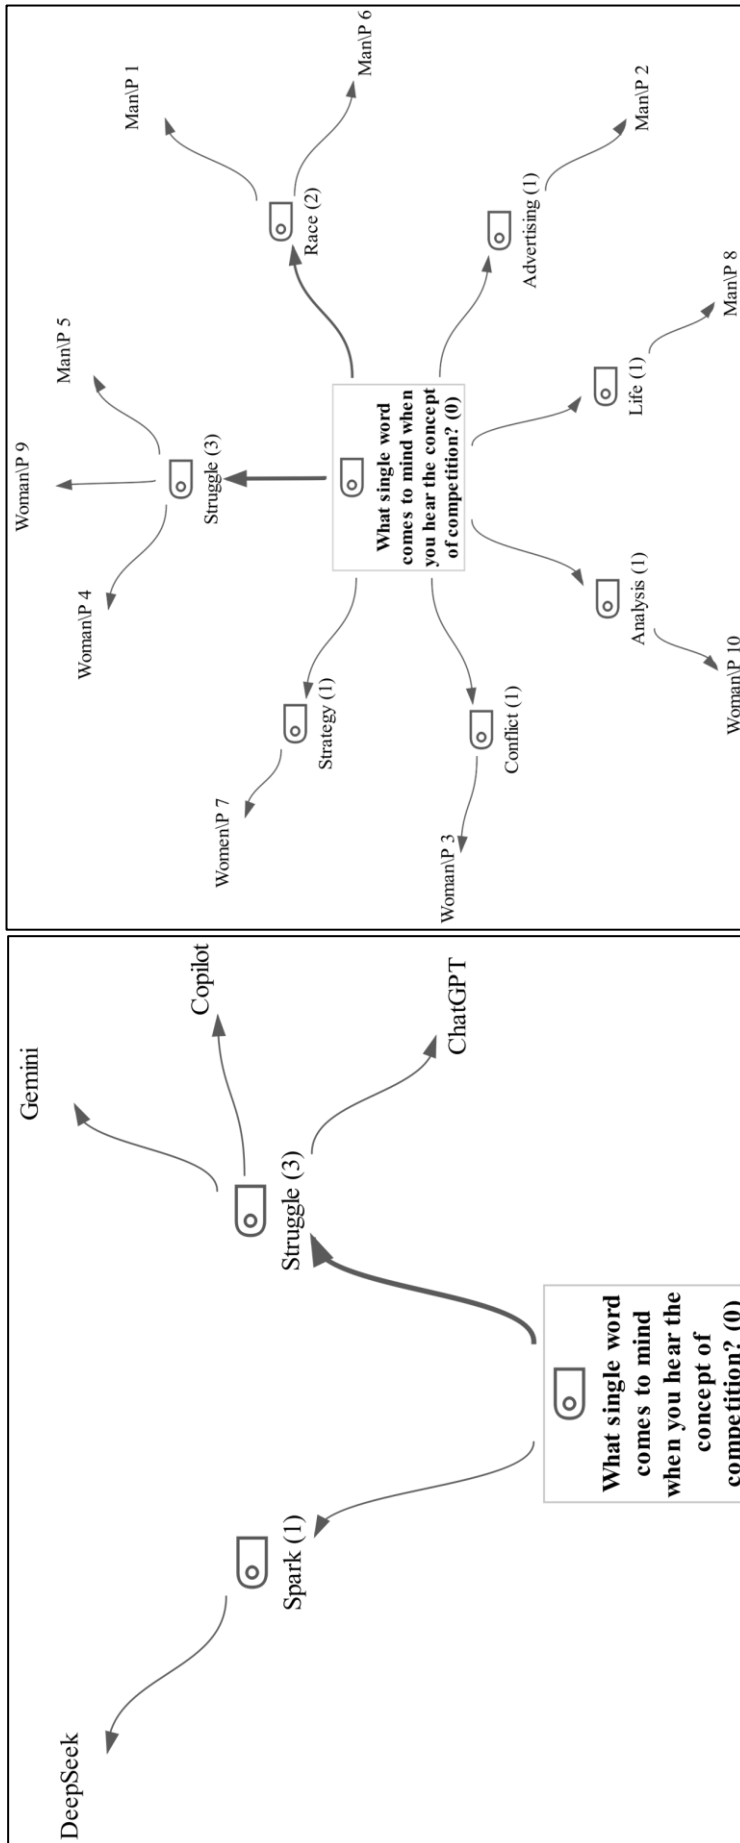 Woman\P 4
Woman\P 9
Man\P 5
Struggle (3)
Women\P 7
Strategy (1)
Man\P 1
Man\P 6
Race (2)
What single word
comes to mind when
you hear the concept
of competition? (0)
Woman\P 3
Conflict (1)
Advertising (1)
Man\P 2
Analysis (1)
Woman\P 10
Life (1)
Man\P 8
DeepSeek
Spark (1)
Gemini
Copilot
Struggle (3)
ChatGPT
What single word
comes to mind
when you hear the
concept of
competition? (0)